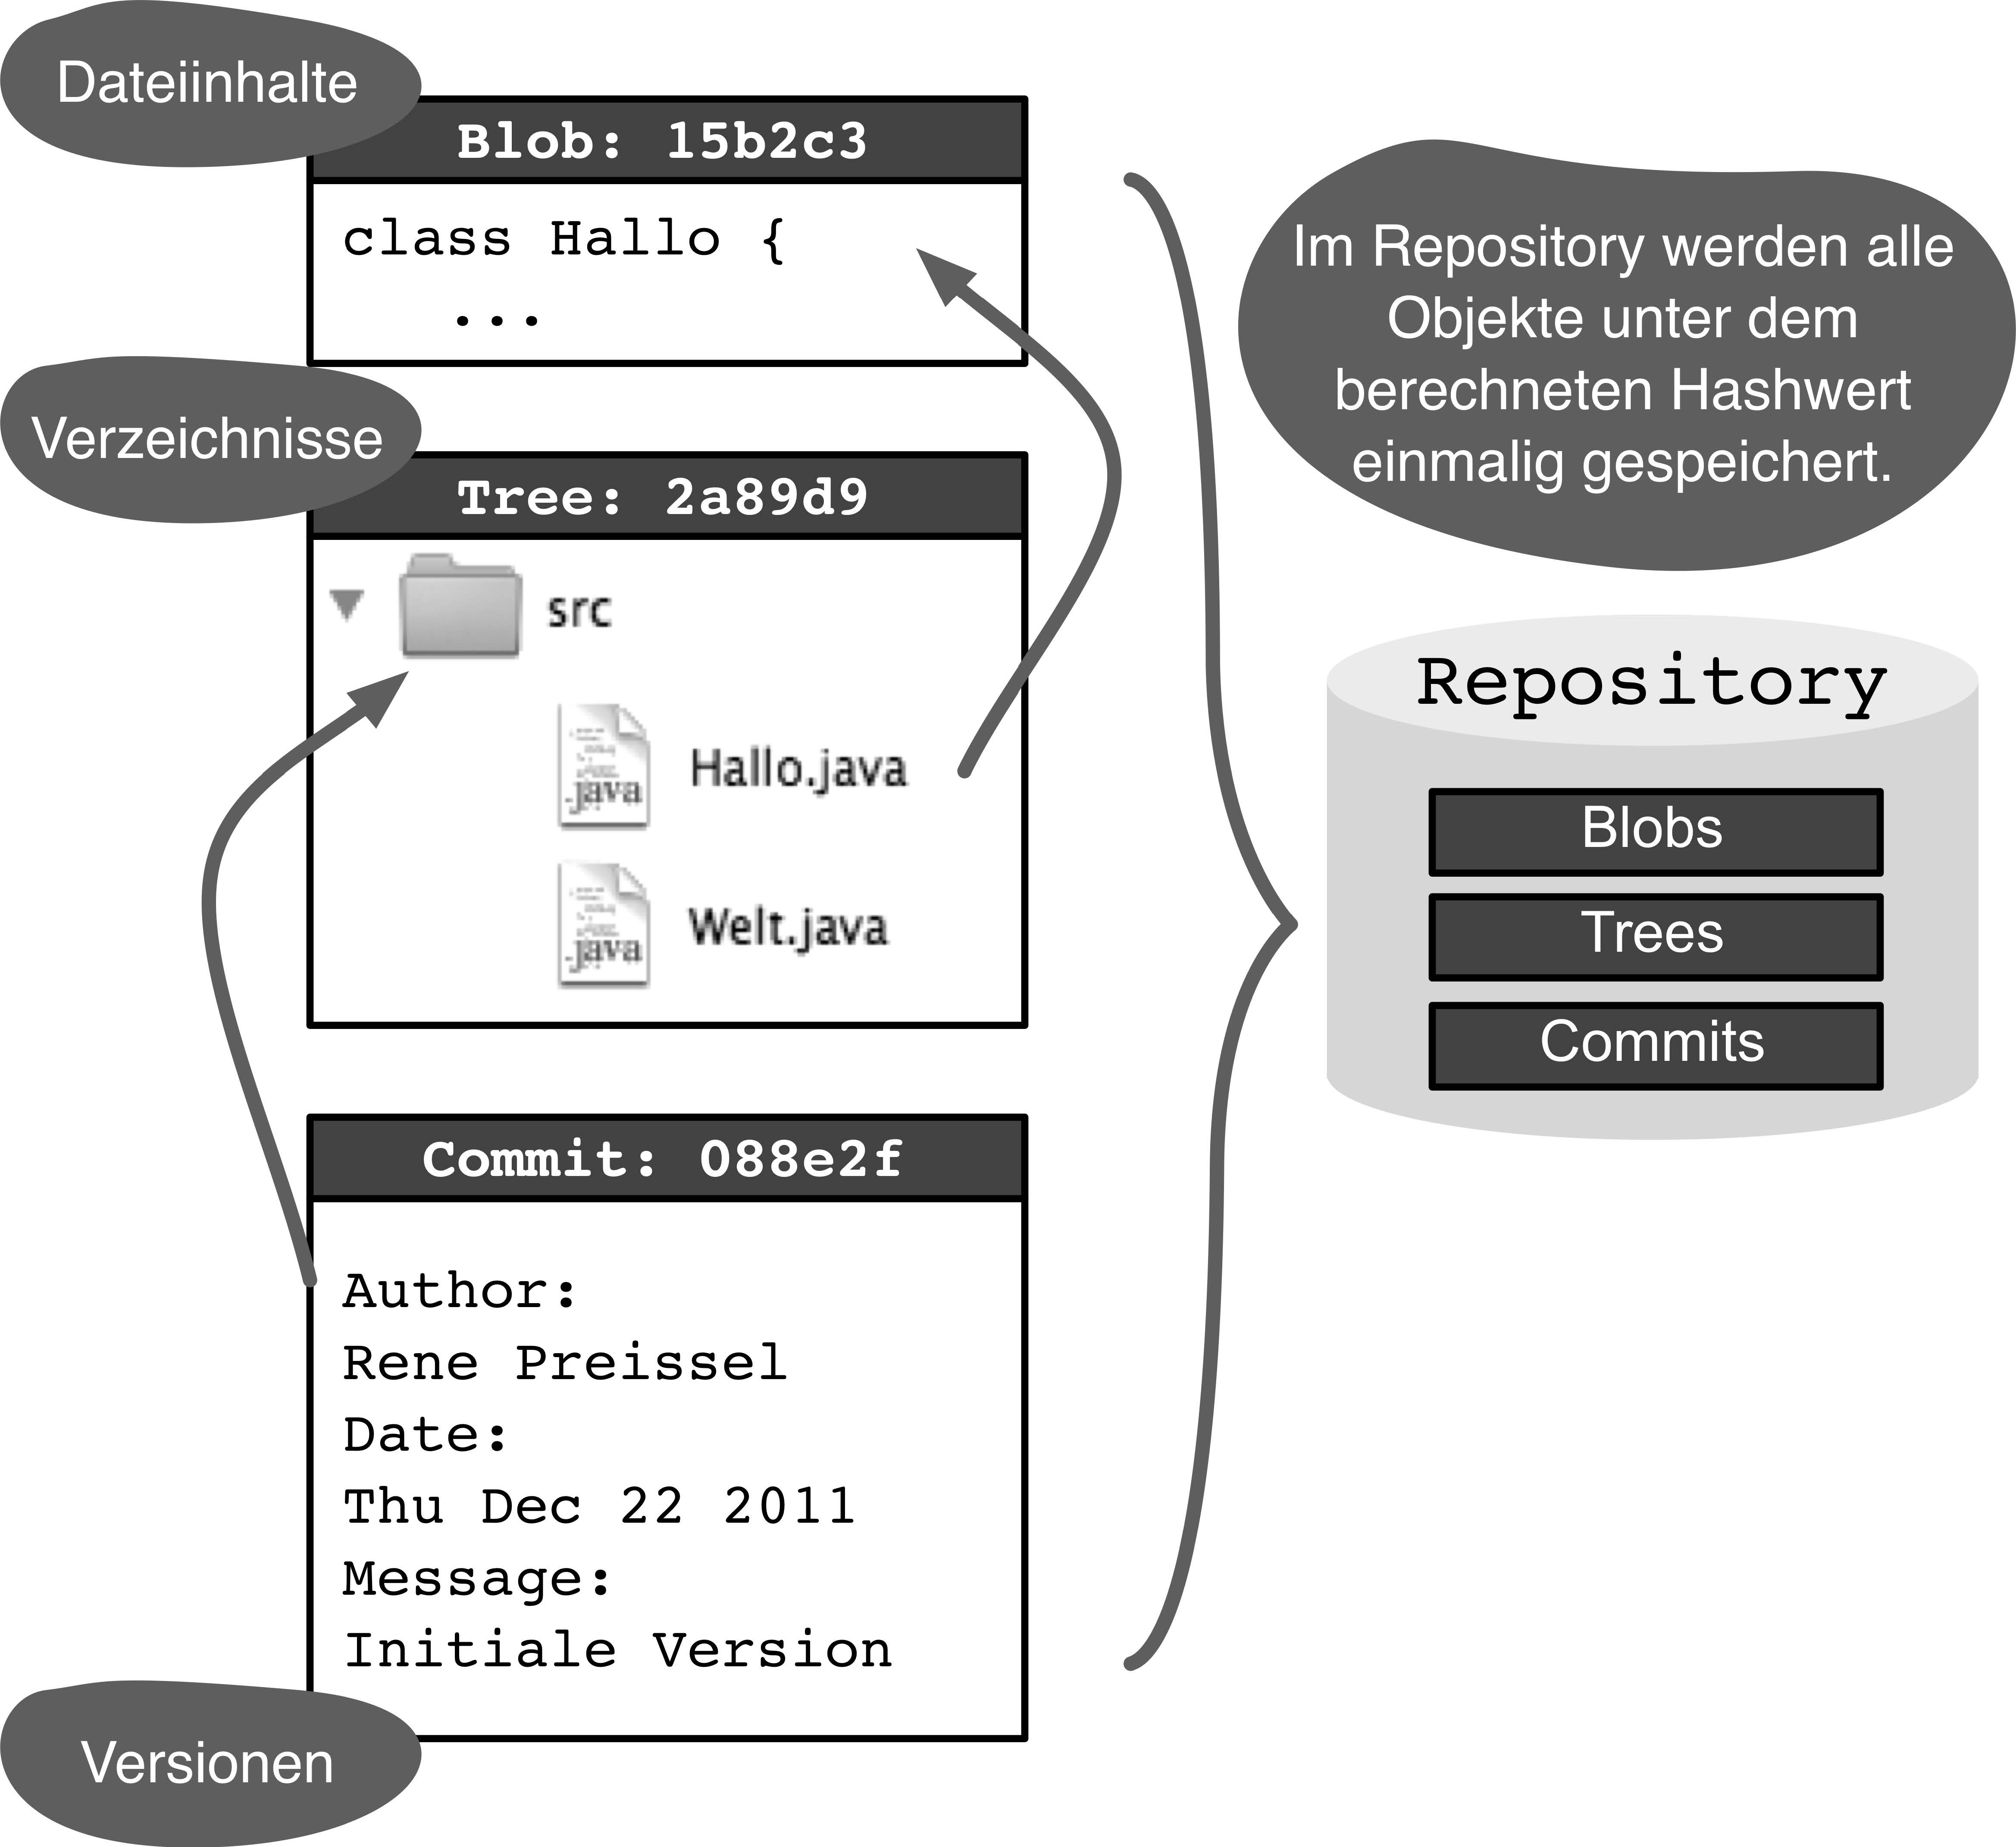 Dateiinhalte
Blob: 15b2c3
class Hallo {
...
Verzeichnisse
Tree: 2a89d9
src
.java
Hallo.java
.java
Welt.java
Commit: 088e2f
Author:
Rene Preissel
Date:
Thu Dec 22 2011
Message:
Initiale Version
Versionen
Im Repository werden alle
Objekte unter dem
berechneten Hashwert
einmalig gespeichert.
Repository
Blobs
Trees
Commits